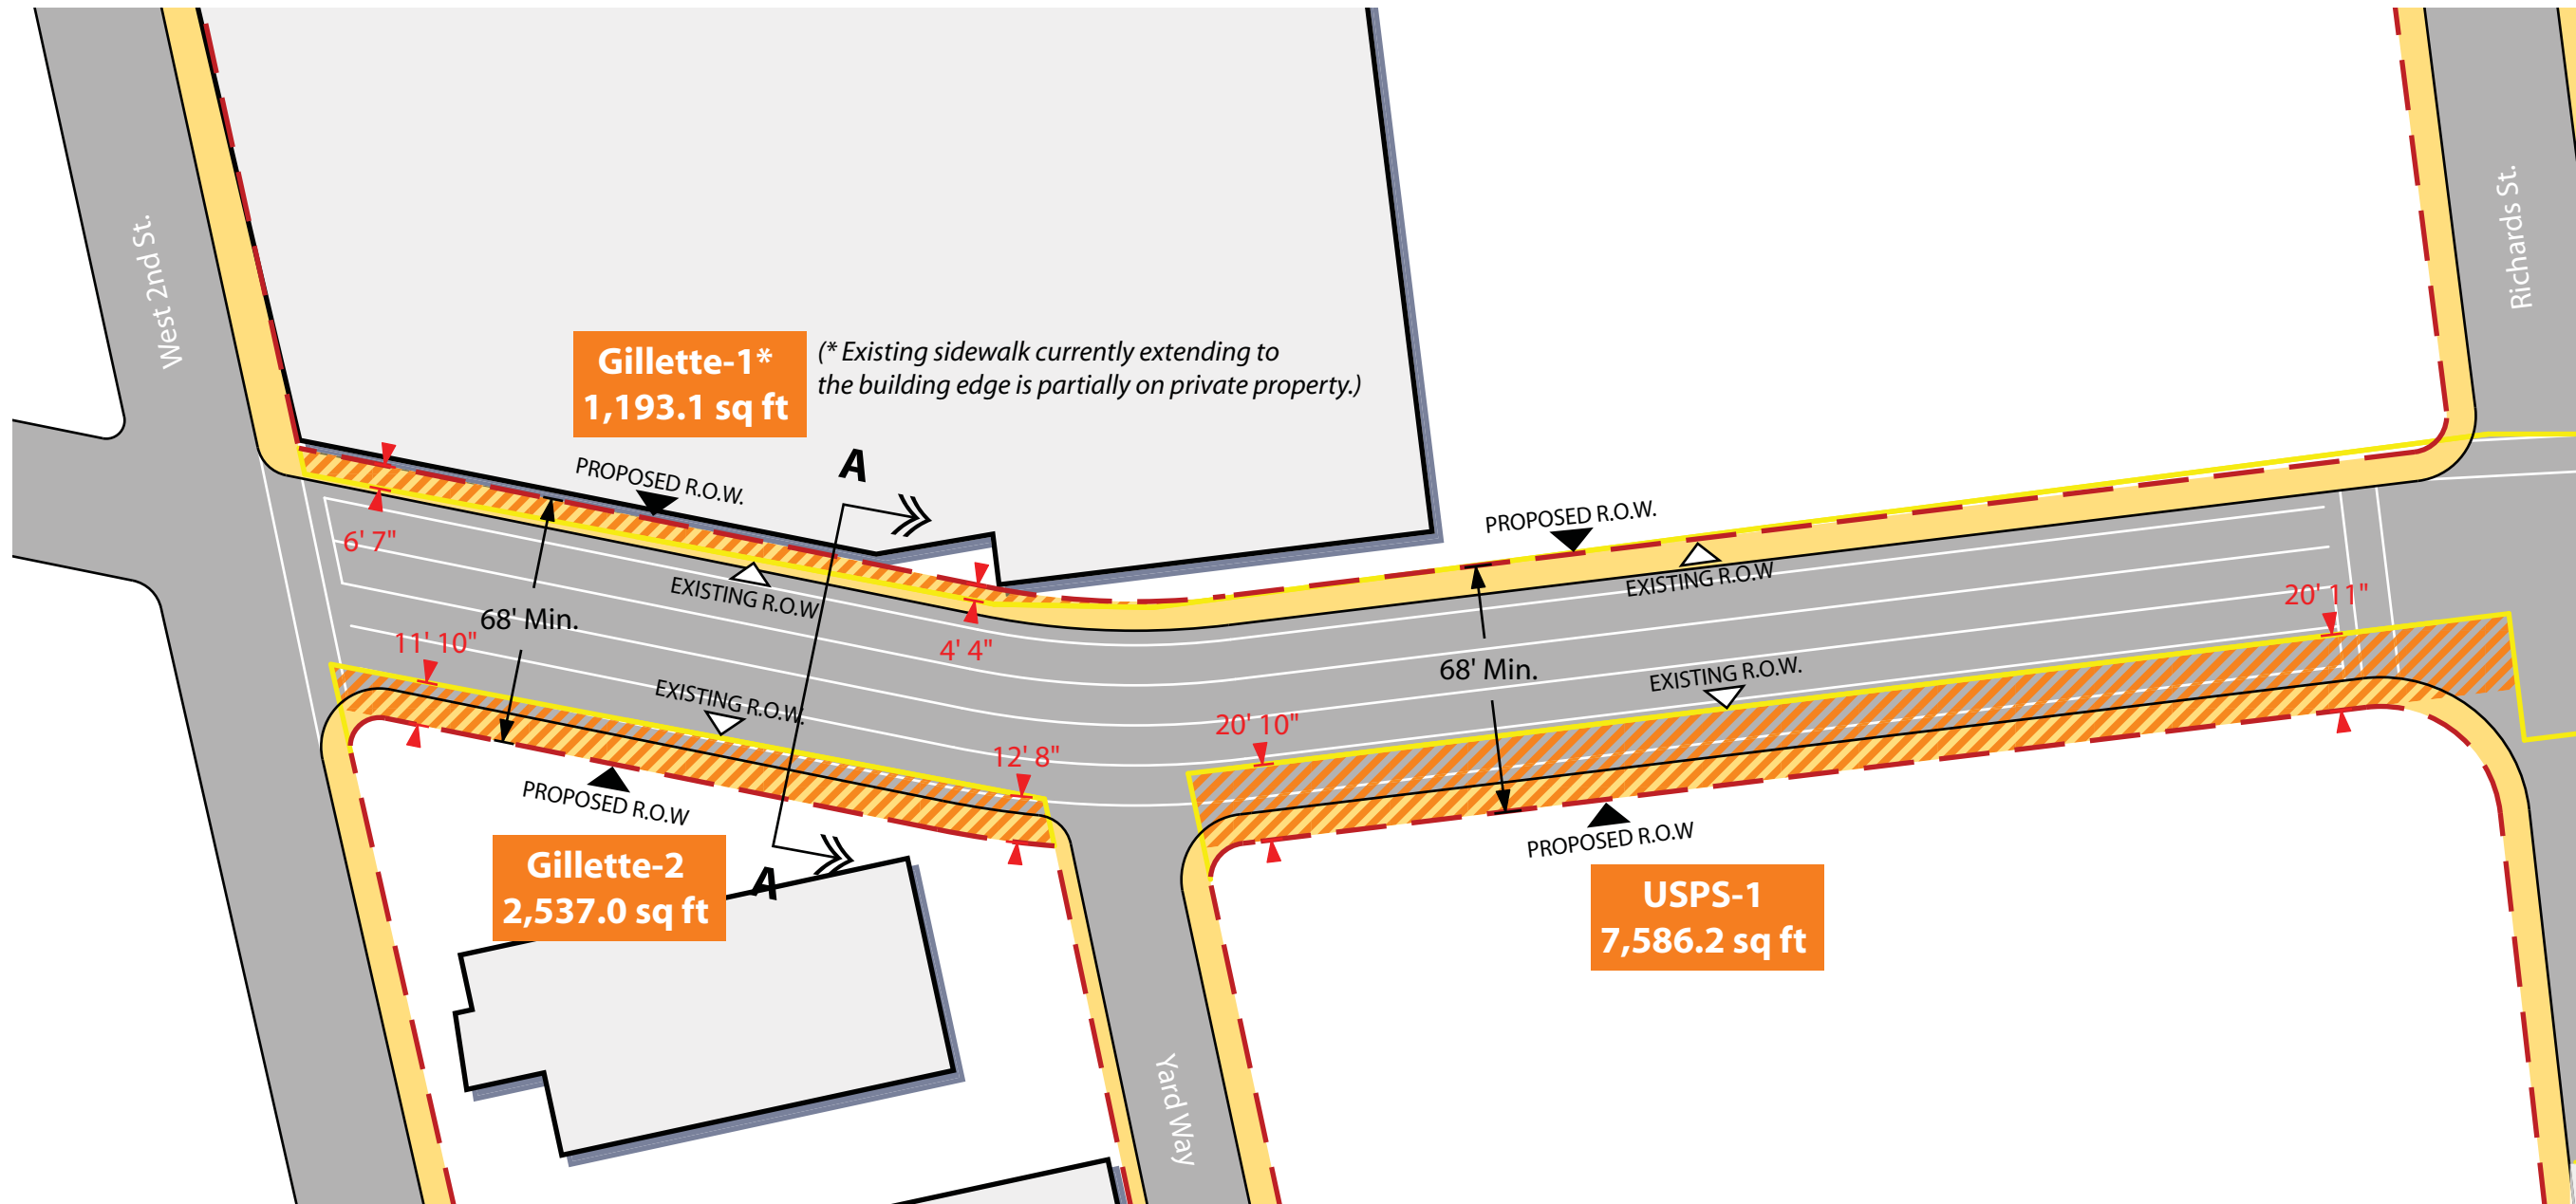 West 2nd St.
Richards St.
Gillette-1*
1,193.1 sq ft
(* Existing sidewalk currently extending to
the building edge is partially on private property.)
A
PROPOSED R.O.W.
PROPOSED R.O.W.
6' 7"
EXISTING R.O.W
EXISTING R.O.W
68' Min.
11' 10"
4' 4"
20' 11"
68' Min.
EXISTING R.O.W.
EXISTING R.O.W.
20' 10"
12' 8"
PROPOSED R.O.W
PROPOSED R.O.W
Gillette-2
2,537.0 sq ft
A
USPS-1
7,586.2 sq ft
Yard Way